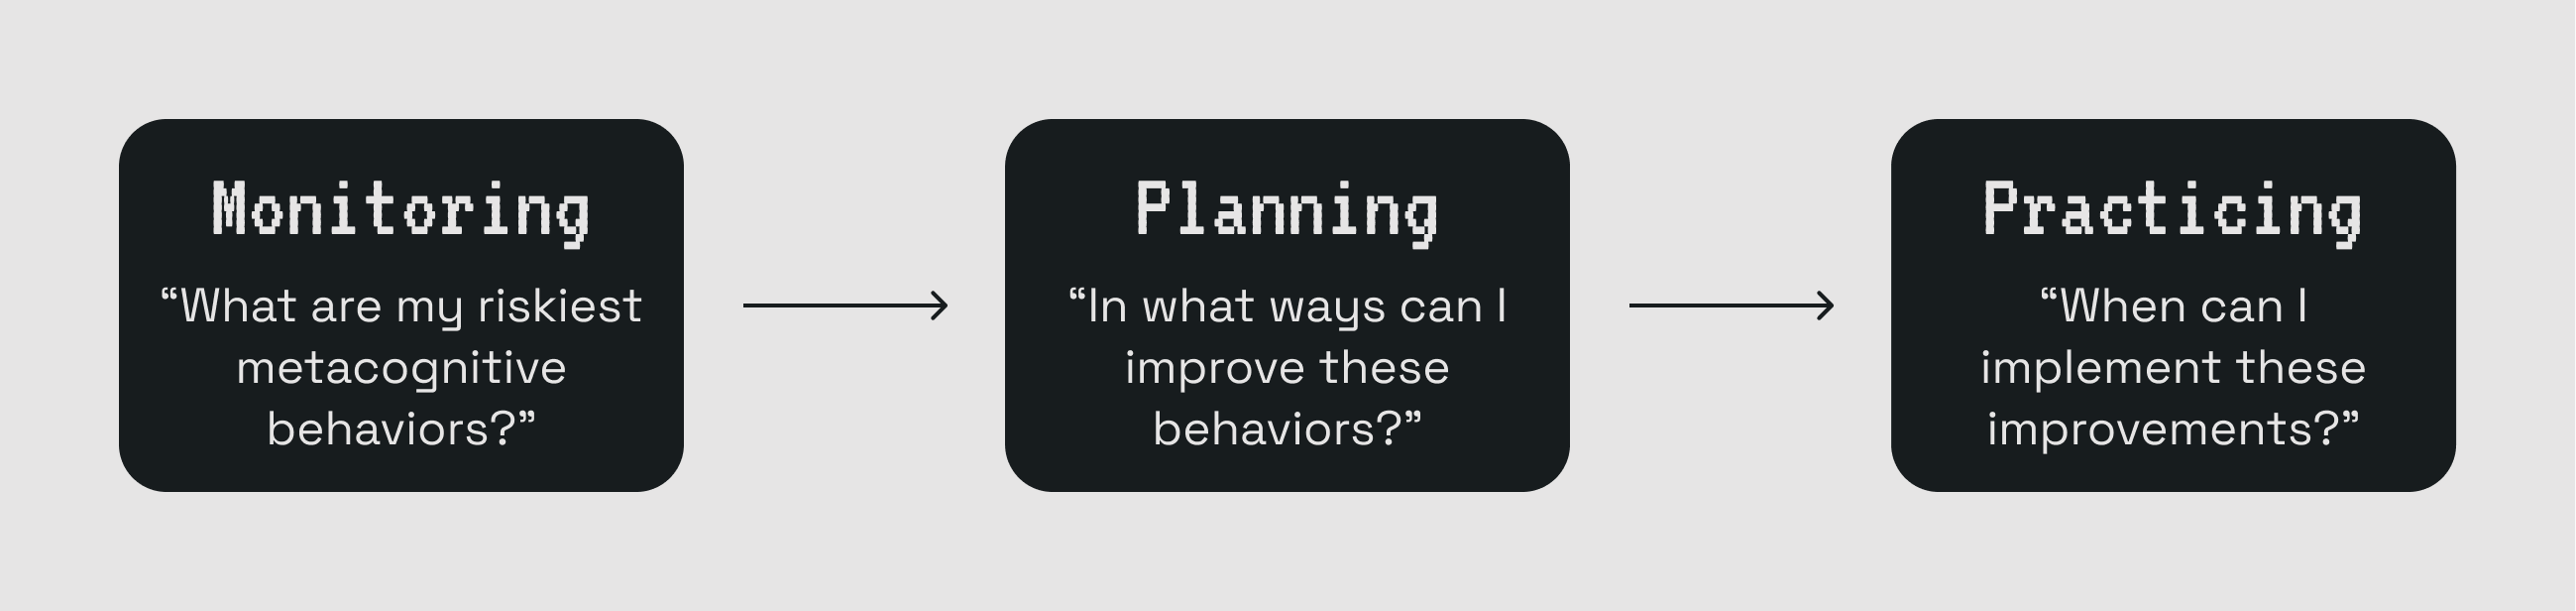 Monitoring
“What are my riskiest
metacognitive
behaviors?”
Planning
“In what ways can I
improve these
behaviors?”
Practicing
“When can I
implement these
improvements?”